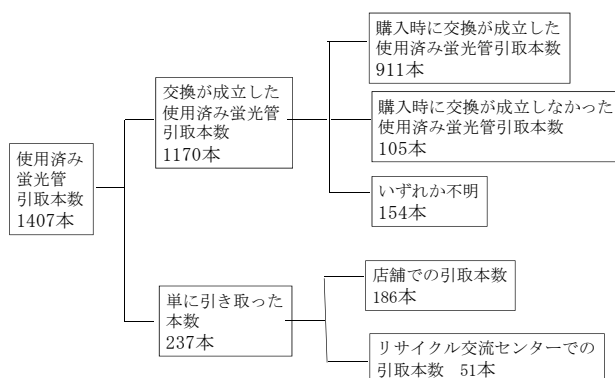 使用済み
蛍光管
引取本数
1407本
交換が成立した
使用済み蛍光管
引取本数
1170本
購入時に交換が成立した
使用済み蛍光管引取本数
911本
購入時に交換が成立しなかった
使用済み蛍光管引取本数
105本
いずれか不明
154本
単に引き取った
本数
237本
店舗での引取本数
186本
リサイクル交流センターでの
引取本数 51本